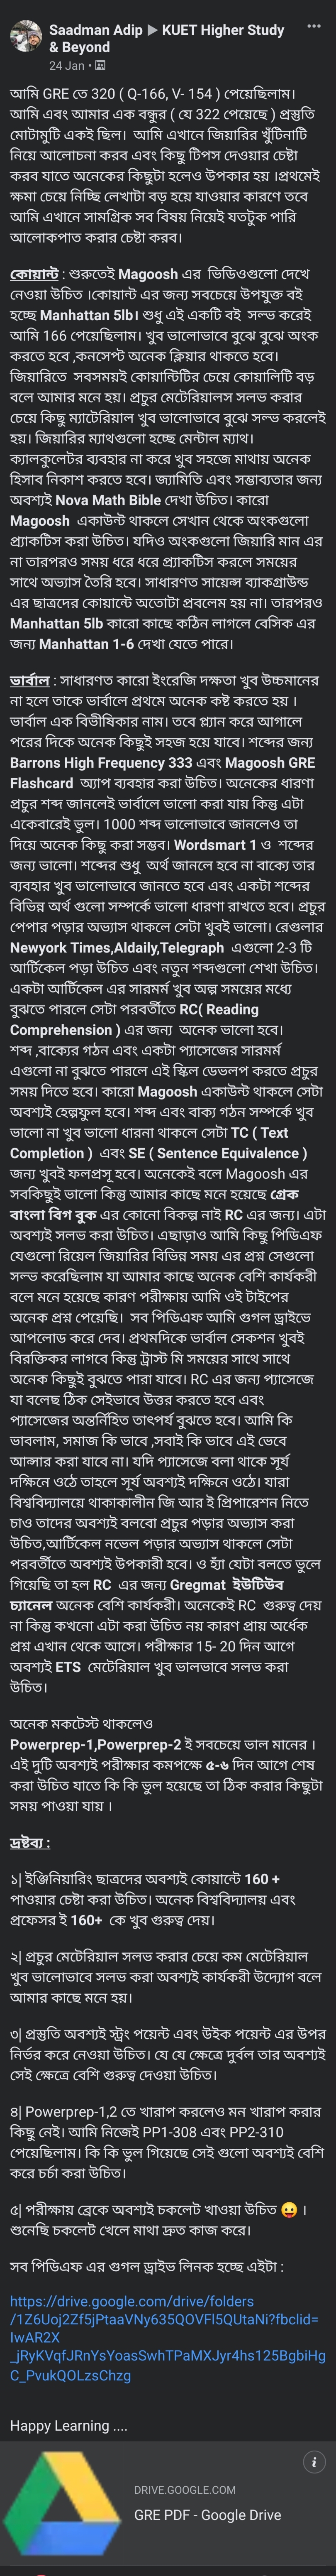 Saadman Adip ▶ KUET Higher Study
& Beyond
24 Jan •
আমি GRE তে 320 ( Q-166, V- 154 ) পেয়েছিলাম।
আমি এবং আমার এক বন্ধুর ( যে 322 পেয়েছে ) প্রস্তুতি
মোটামুটি একই ছিল।  আমি এখানে জিয়ারির খুঁটিনাটি
নিয়ে আলোচনা করব এবং কিছু টিপস দেওয়ার চেষ্টা
করব যাতে অনেকের কিছুটা হলেও উপকার হয় ।প্রথমেই
ক্ষমা চেয়ে নিচ্ছি লেখাটা বড় হয়ে যাওয়ার কারণে তবে
আমি এখানে সামগ্রিক সব বিষয় নিয়েই যতটুক পারি
আলোকপাত করার চেষ্টা করব।
কোয়ান্ট : শুরুতেই Magoosh এর  ভিডিওগুলো দেখে
নেওয়া উচিত ।কোয়ান্ট এর জন্য সবচেয়ে উপযুক্ত বই
হচ্ছে Manhattan 5lb। শুধু এই একটি বই  সল্ভ করেই
আমি 166 পেয়েছিলাম। খুব ভালোভাবে বুঝে বুঝে অংক
করতে হবে ,কনসেপ্ট অনেক ক্লিয়ার থাকতে হবে।
জিয়ারিতে  সবসময়ই কোয়ান্টিটির চেয়ে কোয়ালিটি বড়
বলে আমার মনে হয়। প্রচুর মেটেরিয়ালস সলভ করার
চেয়ে কিছু ম্যাটেরিয়াল খুব ভালোভাবে বুঝে সল্ভ করলেই
হয়। জিয়ারির ম্যাথগুলো হচ্ছে মেন্টাল ম্যাথ।
ক্যালকুলেটর ব্যবহার না করে খুব সহজে মাথায় অনেক
হিসাব নিকাশ করতে হবে। জ্যামিতি এবং সম্ভাব্যতার জন্য
অবশ্যই Nova Math Bible দেখা উচিত। কারো
Magoosh  একাউন্ট থাকলে সেখান থেকে অংকগুলো
প্র্যাকটিস করা উচিত। যদিও অংকগুলো জিয়ারি মান এর
না তারপরও সময় ধরে ধরে প্র্যাকটিস করলে সময়ের
সাথে অভ্যাস তৈরি হবে। সাধারণত সায়েন্স ব্যাকগ্রাউন্ড
এর ছাত্রদের কোয়ান্টে অতোটা প্রবলেম হয় না। তারপরও
Manhattan 5lb কারো কাছে কঠিন লাগলে বেসিক এর
জন্য Manhattan 1-6 দেখা যেতে পারে।
ভার্বাল : সাধারণত কারো ইংরেজি দক্ষতা খুব উচ্চমানের
না হলে তাকে ভার্বালে প্রথমে অনেক কষ্ট করতে হয় ।
ভার্বাল এক বিভীষিকার নাম। তবে প্ল্যান করে আগালে
পরের দিকে অনেক কিছুই সহজ হয়ে যাবে। শব্দের জন্য
Barrons High Frequency 333 এবং Magoosh GRE
Flashcard  অ্যাপ ব্যবহার করা উচিত। অনেকের ধারণা
প্রচুর শব্দ জানলেই ভার্বালে ভালো করা যায় কিন্তু এটা
একেবারেই ভুল। 1000 শব্দ ভালোভাবে জানলেও তা
দিয়ে অনেক কিছু করা সম্ভব। Wordsmart 1 ও  শব্দের
জন্য ভালো। শব্দের শুধু  অর্থ জানলে হবে না বাক্যে তার
ব্যবহার খুব ভালোভাবে জানতে হবে এবং একটা শব্দের
বিভিন্ন অর্থ গুলো সম্পর্কে ভালো ধারণা রাখতে হবে। প্রচুর
পেপার পড়ার অভ্যাস থাকলে সেটা খুবই ভালো। রেগুলার
Newyork Times,Aldaily,Telegraph  এগুলো 2-3 টি
আর্টিকেল পড়া উচিত এবং নতুন শব্দগুলো শেখা উচিত।
একটা আর্টিকেল এর সারমর্ম খুব অল্প সময়ের মধ্যে
বুঝতে পারলে সেটা পরবর্তীতে RC( Reading
Comprehension ) এর জন্য  অনেক ভালো হবে।
শব্দ ,বাক্যের গঠন এবং একটা প্যাসেজের সারমর্ম
এগুলো না বুঝতে পারলে এই স্কিল ডেভলপ করতে প্রচুর
সময় দিতে হবে। কারো Magoosh একাউন্ট থাকলে সেটা
অবশ্যই হেল্পফুল হবে। শব্দ এবং বাক্য গঠন সম্পর্কে খুব
ভালো না খুব ভালো ধারনা থাকলে সেটা TC ( Text
Completion )  এবং SE ( Sentence Equivalence )
জন্য খুবই ফলপ্রসূ হবে। অনেকেই বলে Magoosh এর
সবকিছুই ভালো কিন্তু আমার কাছে মনে হয়েছে গ্রেক
বাংলা বিগ বুক এর কোনো বিকল্প নাই RC এর জন্য। এটা
অবশ্যই সলভ করা উচিত। এছাড়াও আমি কিছু পিডিএফ
যেগুলো রিয়েল জিয়ারির বিভিন্ন সময় এর প্রশ্ন সেগুলো
সল্ভ করেছিলাম যা আমার কাছে অনেক বেশি কার্যকরী
বলে মনে হয়েছে কারণ পরীক্ষায় আমি ওই টাইপের
অনেক প্রশ্ন পেয়েছি।  সব পিডিএফ আমি গুগল ড্রাইভে
আপলোড করে দেব। প্রথমদিকে ভার্বাল সেকশন খুবই
বিরক্তিকর লাগবে কিন্তু ট্রাস্ট মি সময়ের সাথে সাথে
অনেক কিছুই বুঝতে পারা যাবে। RC এর জন্য প্যাসেজে
যা বলেছ ঠিক সেইভাবে উত্তর করতে হবে এবং
প্যাসেজের অন্তর্নিহিত তাৎপর্য বুঝতে হবে। আমি কি
ভাবলাম, সমাজ কি ভাবে ,সবাই কি ভাবে এই ভেবে
আন্সার করা যাবে না। যদি প্যাসেজে বলা থাকে সূর্য
দক্ষিনে ওঠে তাহলে সূর্য অবশ্যই দক্ষিনে ওঠে। যারা
বিশ্ববিদ্যালয়ে থাকাকালীন জি আর ই প্রিপারেশন নিতে
চাও তাদের অবশ্যই বলবো প্রচুর পড়ার অভ্যাস করা
উচিত,আর্টিকেল নভেল পড়ার অভ্যাস থাকলে সেটা
পরবর্তীতে অবশ্যই উপকারী হবে। ও হ্যাঁ যেটা বলতে ভুলে
গিয়েছি তা হল RC  এর জন্য Gregmat  ইউটিউব
চ্যানেল অনেক বেশি কার্যকরী। অনেকেই RC  গুরুত্ব দেয়
না কিন্তু কখনো এটা করা উচিত নয় কারণ প্রায় অর্ধেক
প্রশ্ন এখান থেকে আসে। পরীক্ষার 15- 20 দিন আগে
অবশ্যই ETS  মেটেরিয়াল খুব ভালভাবে সলভ করা
উচিত।
অনেক মকটেস্ট থাকলেও
Powerprep-1,Powerprep-2 ই সবচেয়ে ভাল মানের ।
এই দুটি অবশ্যই পরীক্ষার কমপক্ষে ৫-৬ দিন আগে শেষ
করা উচিত যাতে কি কি ভুল হয়েছে তা ঠিক করার কিছুটা
সময় পাওয়া যায় ।
দ্রষ্টব্য :
১| ইঞ্জিনিয়ারিং ছাত্রদের অবশ্যই কোয়ান্টে 160 +
পাওয়ার চেষ্টা করা উচিত। অনেক বিশ্ববিদ্যালয় এবং
প্রফেসর ই 160+  কে খুব গুরুত্ব দেয়।
২| প্রচুর মেটেরিয়াল সলভ করার চেয়ে কম মেটেরিয়াল
খুব ভালোভাবে সলভ করা অবশ্যই কার্যকরী উদ্যোগ বলে
আমার কাছে মনে হয়।
৩| প্রস্তুতি অবশ্যই স্ট্রং পয়েন্ট এবং উইক পয়েন্ট এর উপর
নির্ভর করে নেওয়া উচিত। যে যে ক্ষেত্রে দুর্বল তার অবশ্যই
সেই ক্ষেত্রে বেশি গুরুত্ব দেওয়া উচিত।
৪| Powerprep-1,2 তে খারাপ করলেও মন খারাপ করার
কিছু নেই। আমি নিজেই PP1-308 এবং PP2-310
পেয়েছিলাম। কি কি ভুল গিয়েছে সেই গুলো অবশ্যই বেশি
করে চর্চা করা উচিত।
৫| পরীক্ষায় ব্রেকে অবশ্যই চকলেট খাওয়া উচিত 😛 ।
শুনেছি চকলেট খেলে মাথা দ্রুত কাজ করে।
সব পিডিএফ এর গুগল ড্রাইভ লিনক হচ্ছে এইটা :
https://drive.google.com/drive/folders
/1Z6Uoj2Zf5jPtaaVNy635QOVFl5QUtaNi?fbclid=
IwAR2X
_jRyKVqfJRnYsYoasSwhTPaMXJyr4hs125BgbiHg
C_PvukQOLzsChzg
Happy Learning ....
DRIVE.GOOGLE.COM
GRE PDF - Google Drive